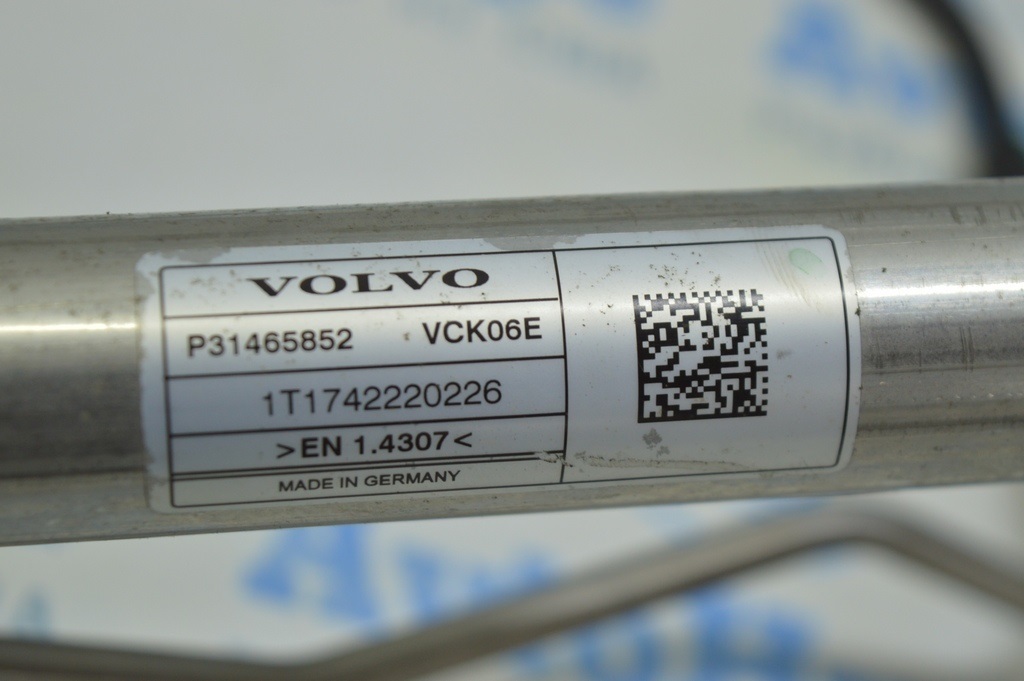 VOLVO
P31465852 VCK06E
1T1742220226
>EN 1.4307<
MADE IN GERMANY